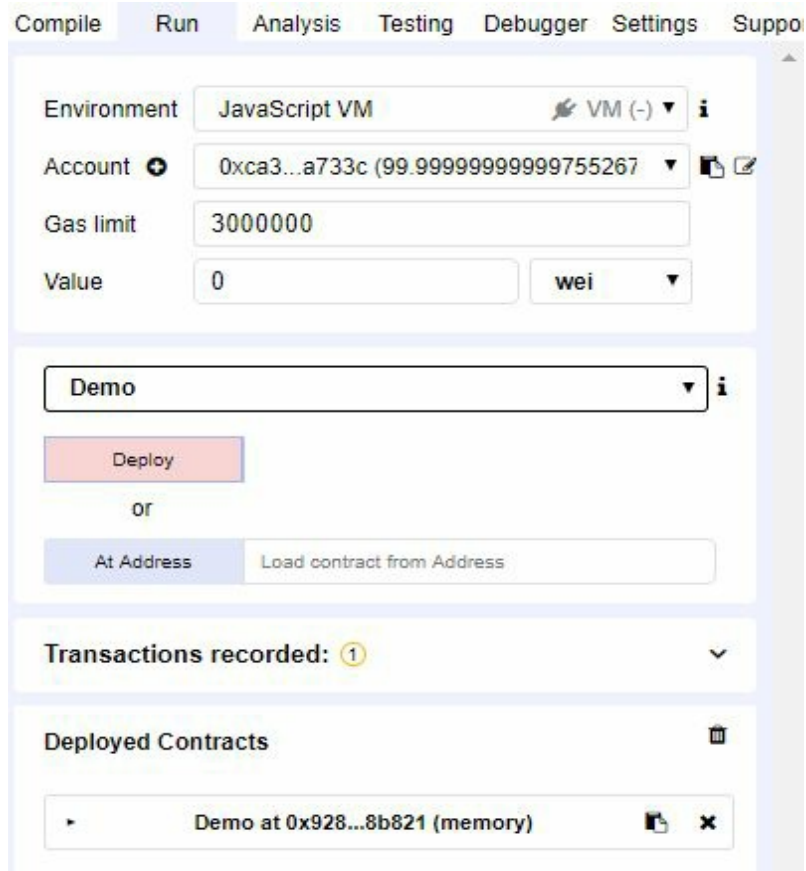 Compile Run Analysis Testing Debugger Settings Suppor
Environment JavaScript VM VM (-) i
Account 0xca3...a733c (99.99999999999755267
Gas limit 3000000
Value 0 wei
Demo i
Deploy
or
At Address Load contract from Address
Transactions recorded: 1
Deployed Contracts
Demo at 0x928...8b821 (memory)